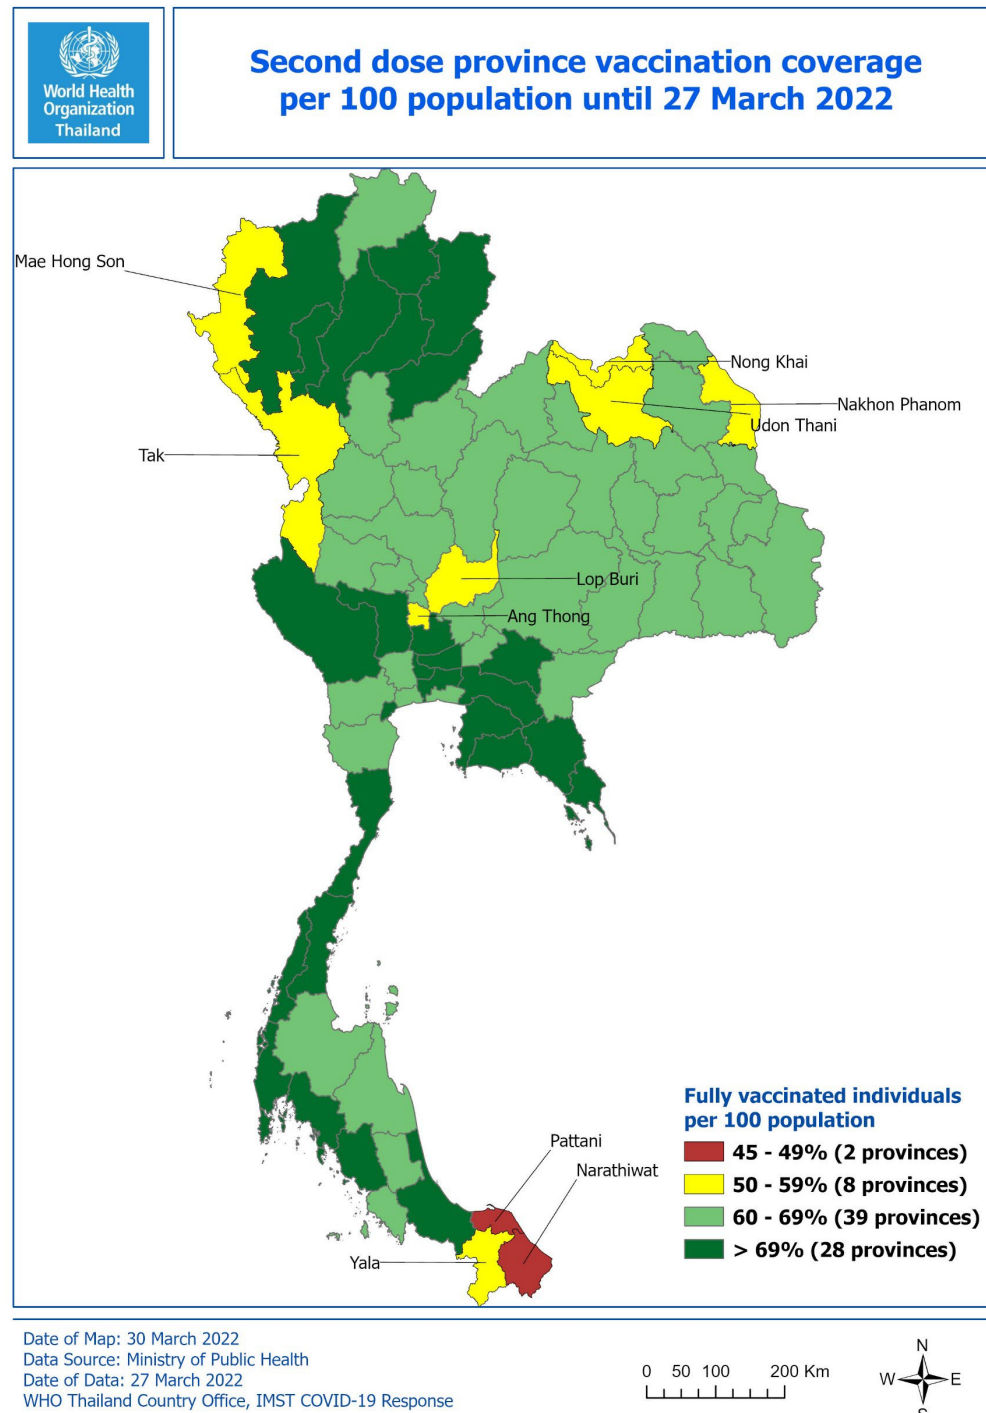 World Health
Organization
Thailand
Second dose province vaccination coverage
per 100 population until 27 March 2022
Mae Hong Son
Nong Khai
Nakhon Phanom
Udon Thani
Tak
Lop Buri
Ang Thong
Fully vaccinated individuals
per 100 population
Pattani
45 - 49% (2 provinces)
Narathiwat
50 - 59% (8 provinces)
60 - 69% (39 provinces)
> 69% (28 provinces)
Yala
Date of Map: 30 March 2022
Data Source: Ministry of Public Health
Date of Data: 27 March 2022
WHO Thailand Country Office, IMST COVID-19 Response
0 50 100 200 Km
N
W E
S